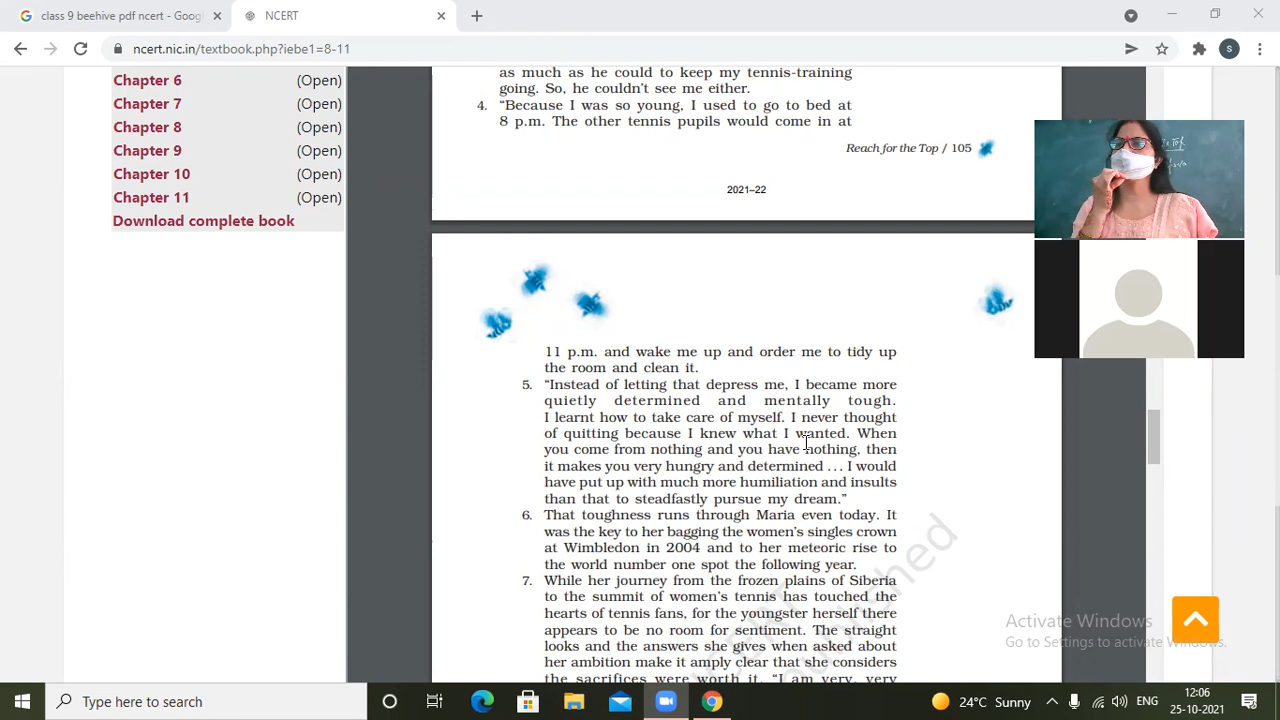 class 9 beehive pdf ncert - Goog
NCERT
ncert.nic.in/textbook.php?iebe1=8-11
S
Chapter 6 (Open)
Chapter 7 (Open)
Chapter 8 (Open)
Chapter 9 (Open)
Chapter 10 (Open)
Chapter 11 (Open)
Download complete book
as much as he could to keep my tennis-training
going. So, he couldn't see me either.
4. “Because I was so young, I used to go to bed at
8 p.m. The other tennis pupils would come in at
Reach for the Top / 105
2021–22
11 p.m. and wake me up and order me to tidy up
the room and clean it.
5. “Instead of letting that depress me, I became more
quietly determined and mentally tough.
I learnt how to take care of myself. I never thought
of quitting because I knew what I wanted. When
you come from nothing and you have nothing, then
it makes you very hungry and determined ... I would
have put up with much more humiliation and insults
than that to steadfastly pursue my dream.”
6. That toughness runs through Maria even today. It
was the key to her bagging the women's singles crown
at Wimbledon in 2004 and to her meteoric rise to
the world number one spot the following year.
7. While her journey from the frozen plains of Siberia
to the summit of women's tennis has touched the
hearts of tennis fans, for the youngster herself there
appears to be no room for sentiment. The straight
looks and the answers she gives when asked about
her ambition make it amply clear that she considers
the sacrifices were worth it. “I am very, very
Activate Windows
Go to Settings to activate Windows.
Type here to search
24°C Sunny
ENG
12:06
25-10-2021